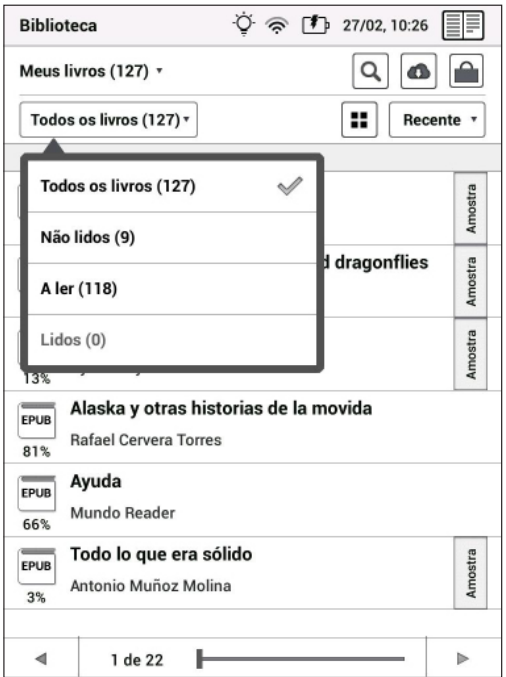 Biblioteca
27/02, 10:26
Meus livros (127)
Todos os livros (127)
Recente
Todos os livros (127)
Não lidos (9)
A ler (118)
Lidos (0)
Amostra
dragonflies
Amostra
Amostra
13%
Alaska y otras historias de la movida
EPUB
Rafael Cervera Torres
81%
Ayuda
EPUB
Mundo Reader
66%
Todo lo que era sólido
EPUB
Antonio Muñoz Molina
3%
Amostra
1 de 22